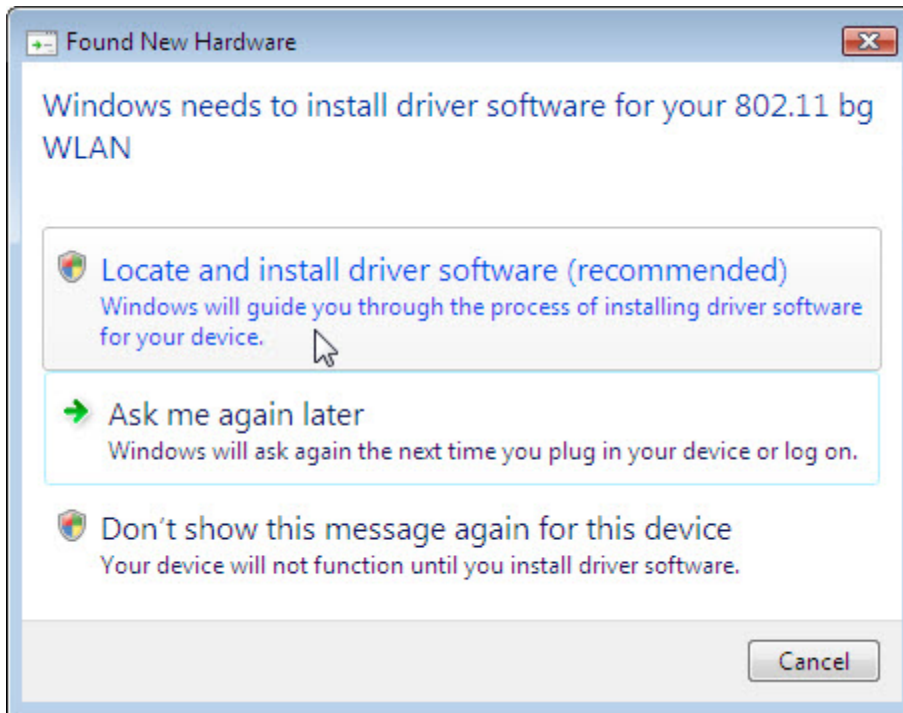 Found New Hardware
Windows needs to install driver software for your 802.11 bg
WLAN
Locate and install driver software (recommended)
Windows will guide you through the process of installing driver software
for your device.
Ask me again later
Windows will ask again the next time you plug in your device or log on.
Don't show this message again for this device
Your device will not function until you install driver software.
Cancel